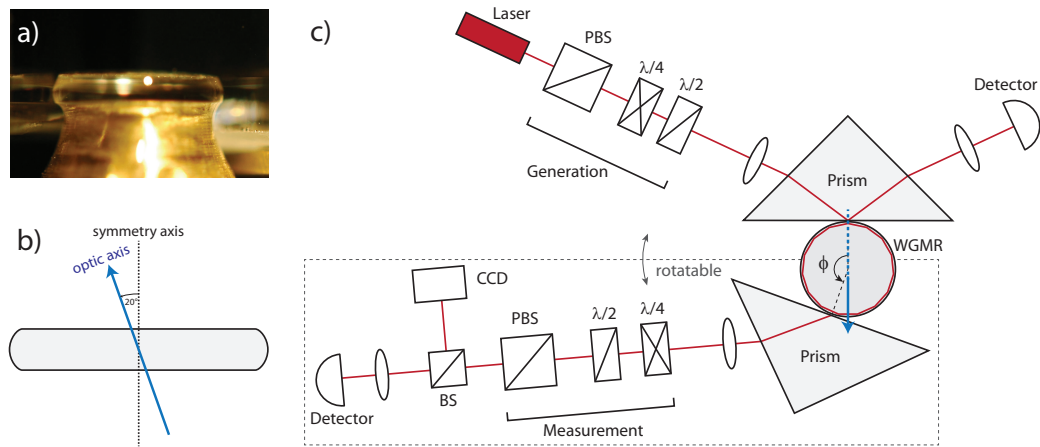 a)
b)
symmetry axis
optic axis
20°
c)
Laser
PBS
λ/4
λ/2
Generation
Detector
Prism
WGMR
ϕ
rotatable
CCD
PBS
λ/2
λ/4
Prism
Detector
BS
Measurement